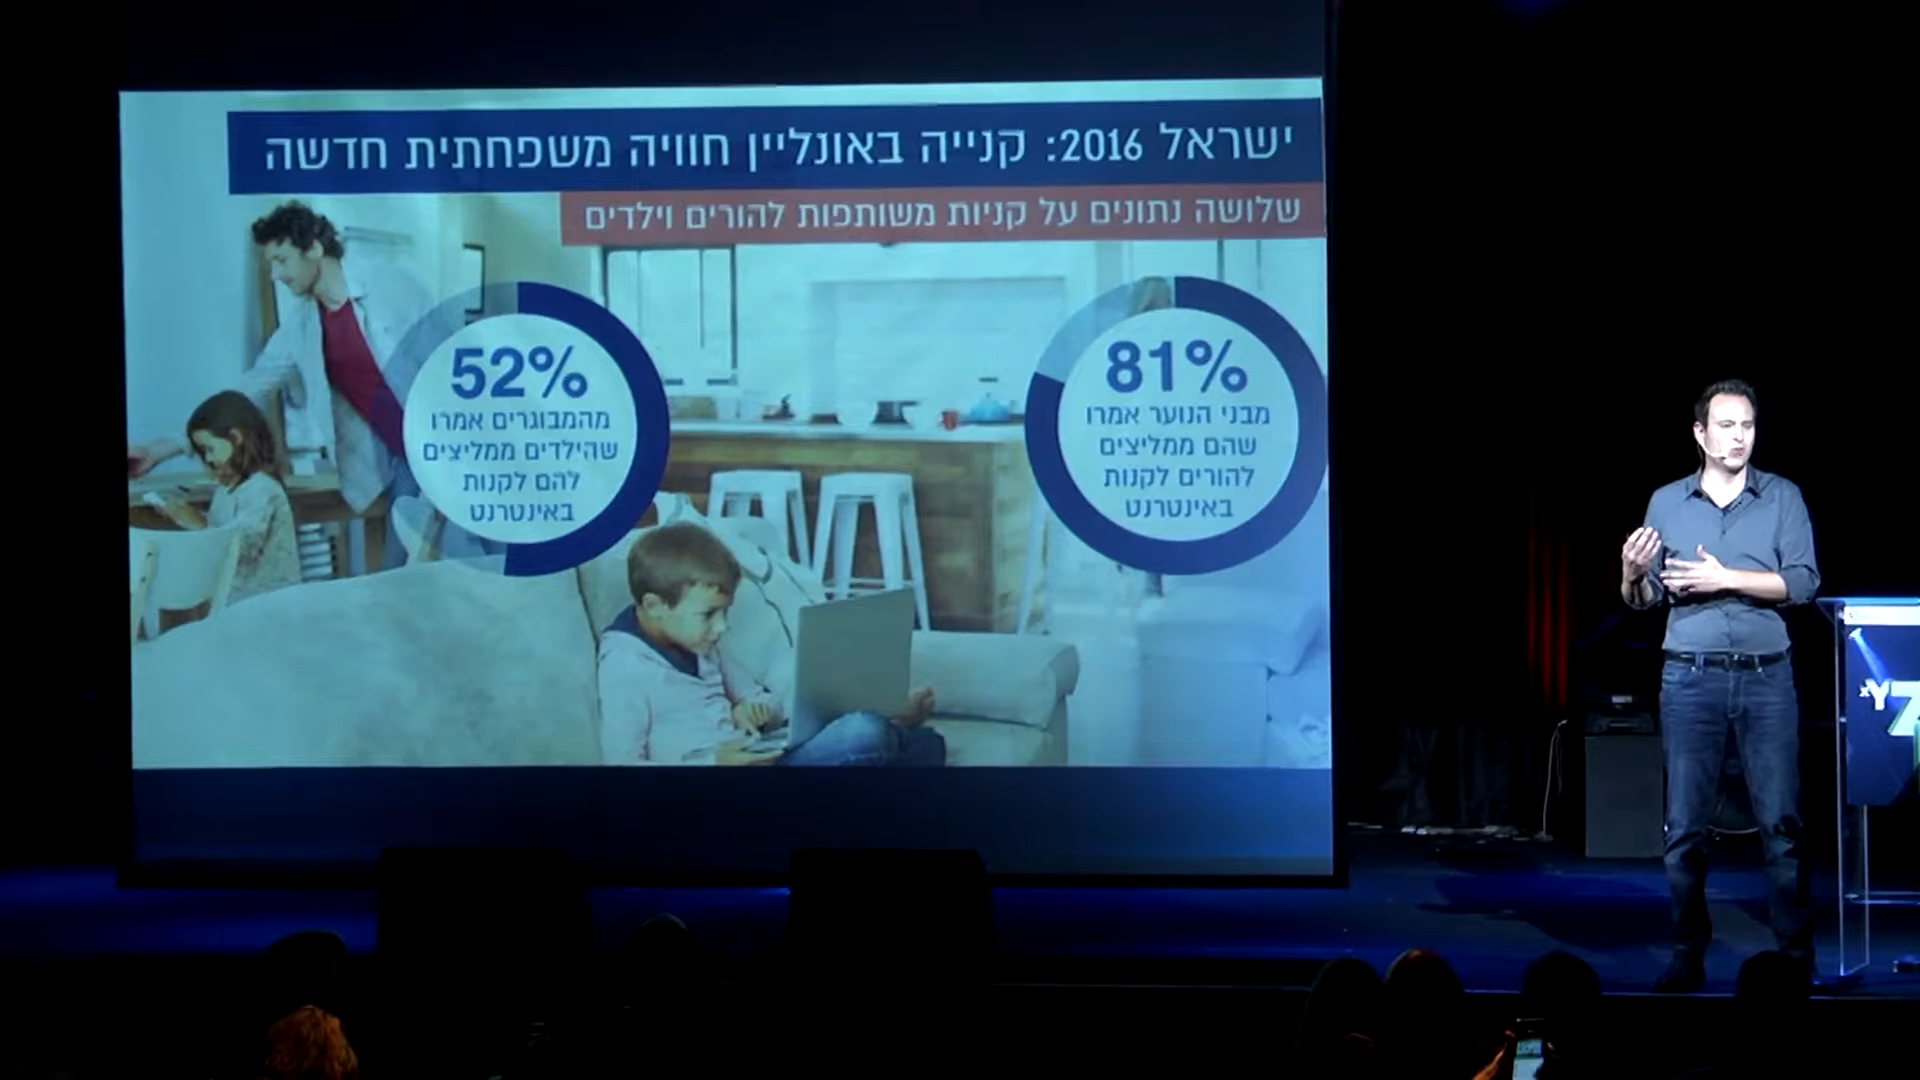 ישראל 2016: קנייה באונליין חוויה משפחתית חדשה
שלושה נתונים על קניות משותפות להורים וילדים
81%
מבני הנוער אמרו
שהם ממליצים
להורים לקנות
באינטרנט
52%
מהמבוגרים אמרו
שהילדים ממליצים
להם לקנות
באינטרנט